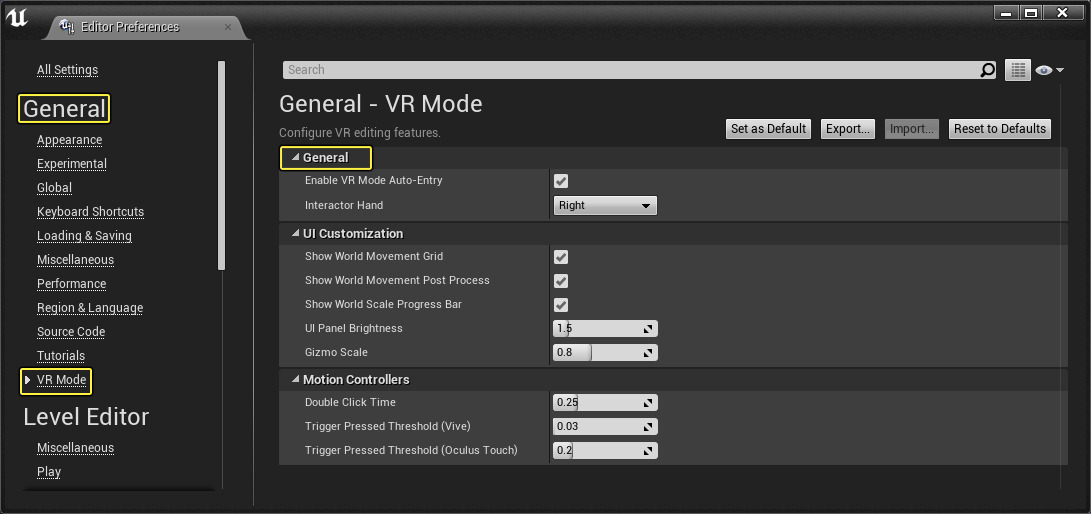 Editor Preferences
All Settings
General
Appearance
Experimental
Global
Keyboard Shortcuts
Loading & Saving
Miscellaneous
Performance
Region & Language
Source Code
Tutorials
VR Mode
Level Editor
Miscellaneous
Play
Search
General - VR Mode
Configure VR editing features.
Set as Default Export... Import... Reset to Defaults
General
Enable VR Mode Auto-Entry
Interactor Hand Right
UI Customization
Show World Movement Grid
Show World Movement Post Process
Show World Scale Progress Bar
UI Panel Brightness 1.5
Gizmo Scale 0.8
Motion Controllers
Double Click Time 0.25
Trigger Pressed Threshold (Vive) 0.03
Trigger Pressed Threshold (Oculus Touch) 0.2